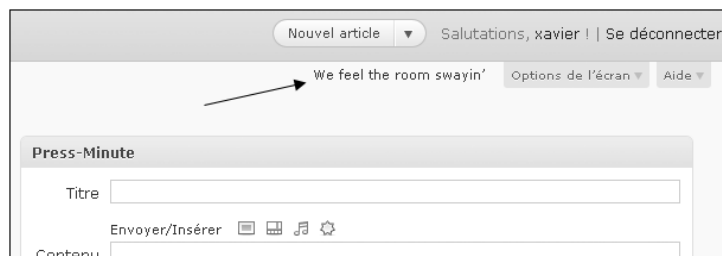 Nouvel article ▼ Salutations, xavier ! | Se déconnecter
We feel the room swayin’ Options de l’écran ▼ Aide ▼
Press-Minute
Titre
Envoyer/Insérer
Contenu